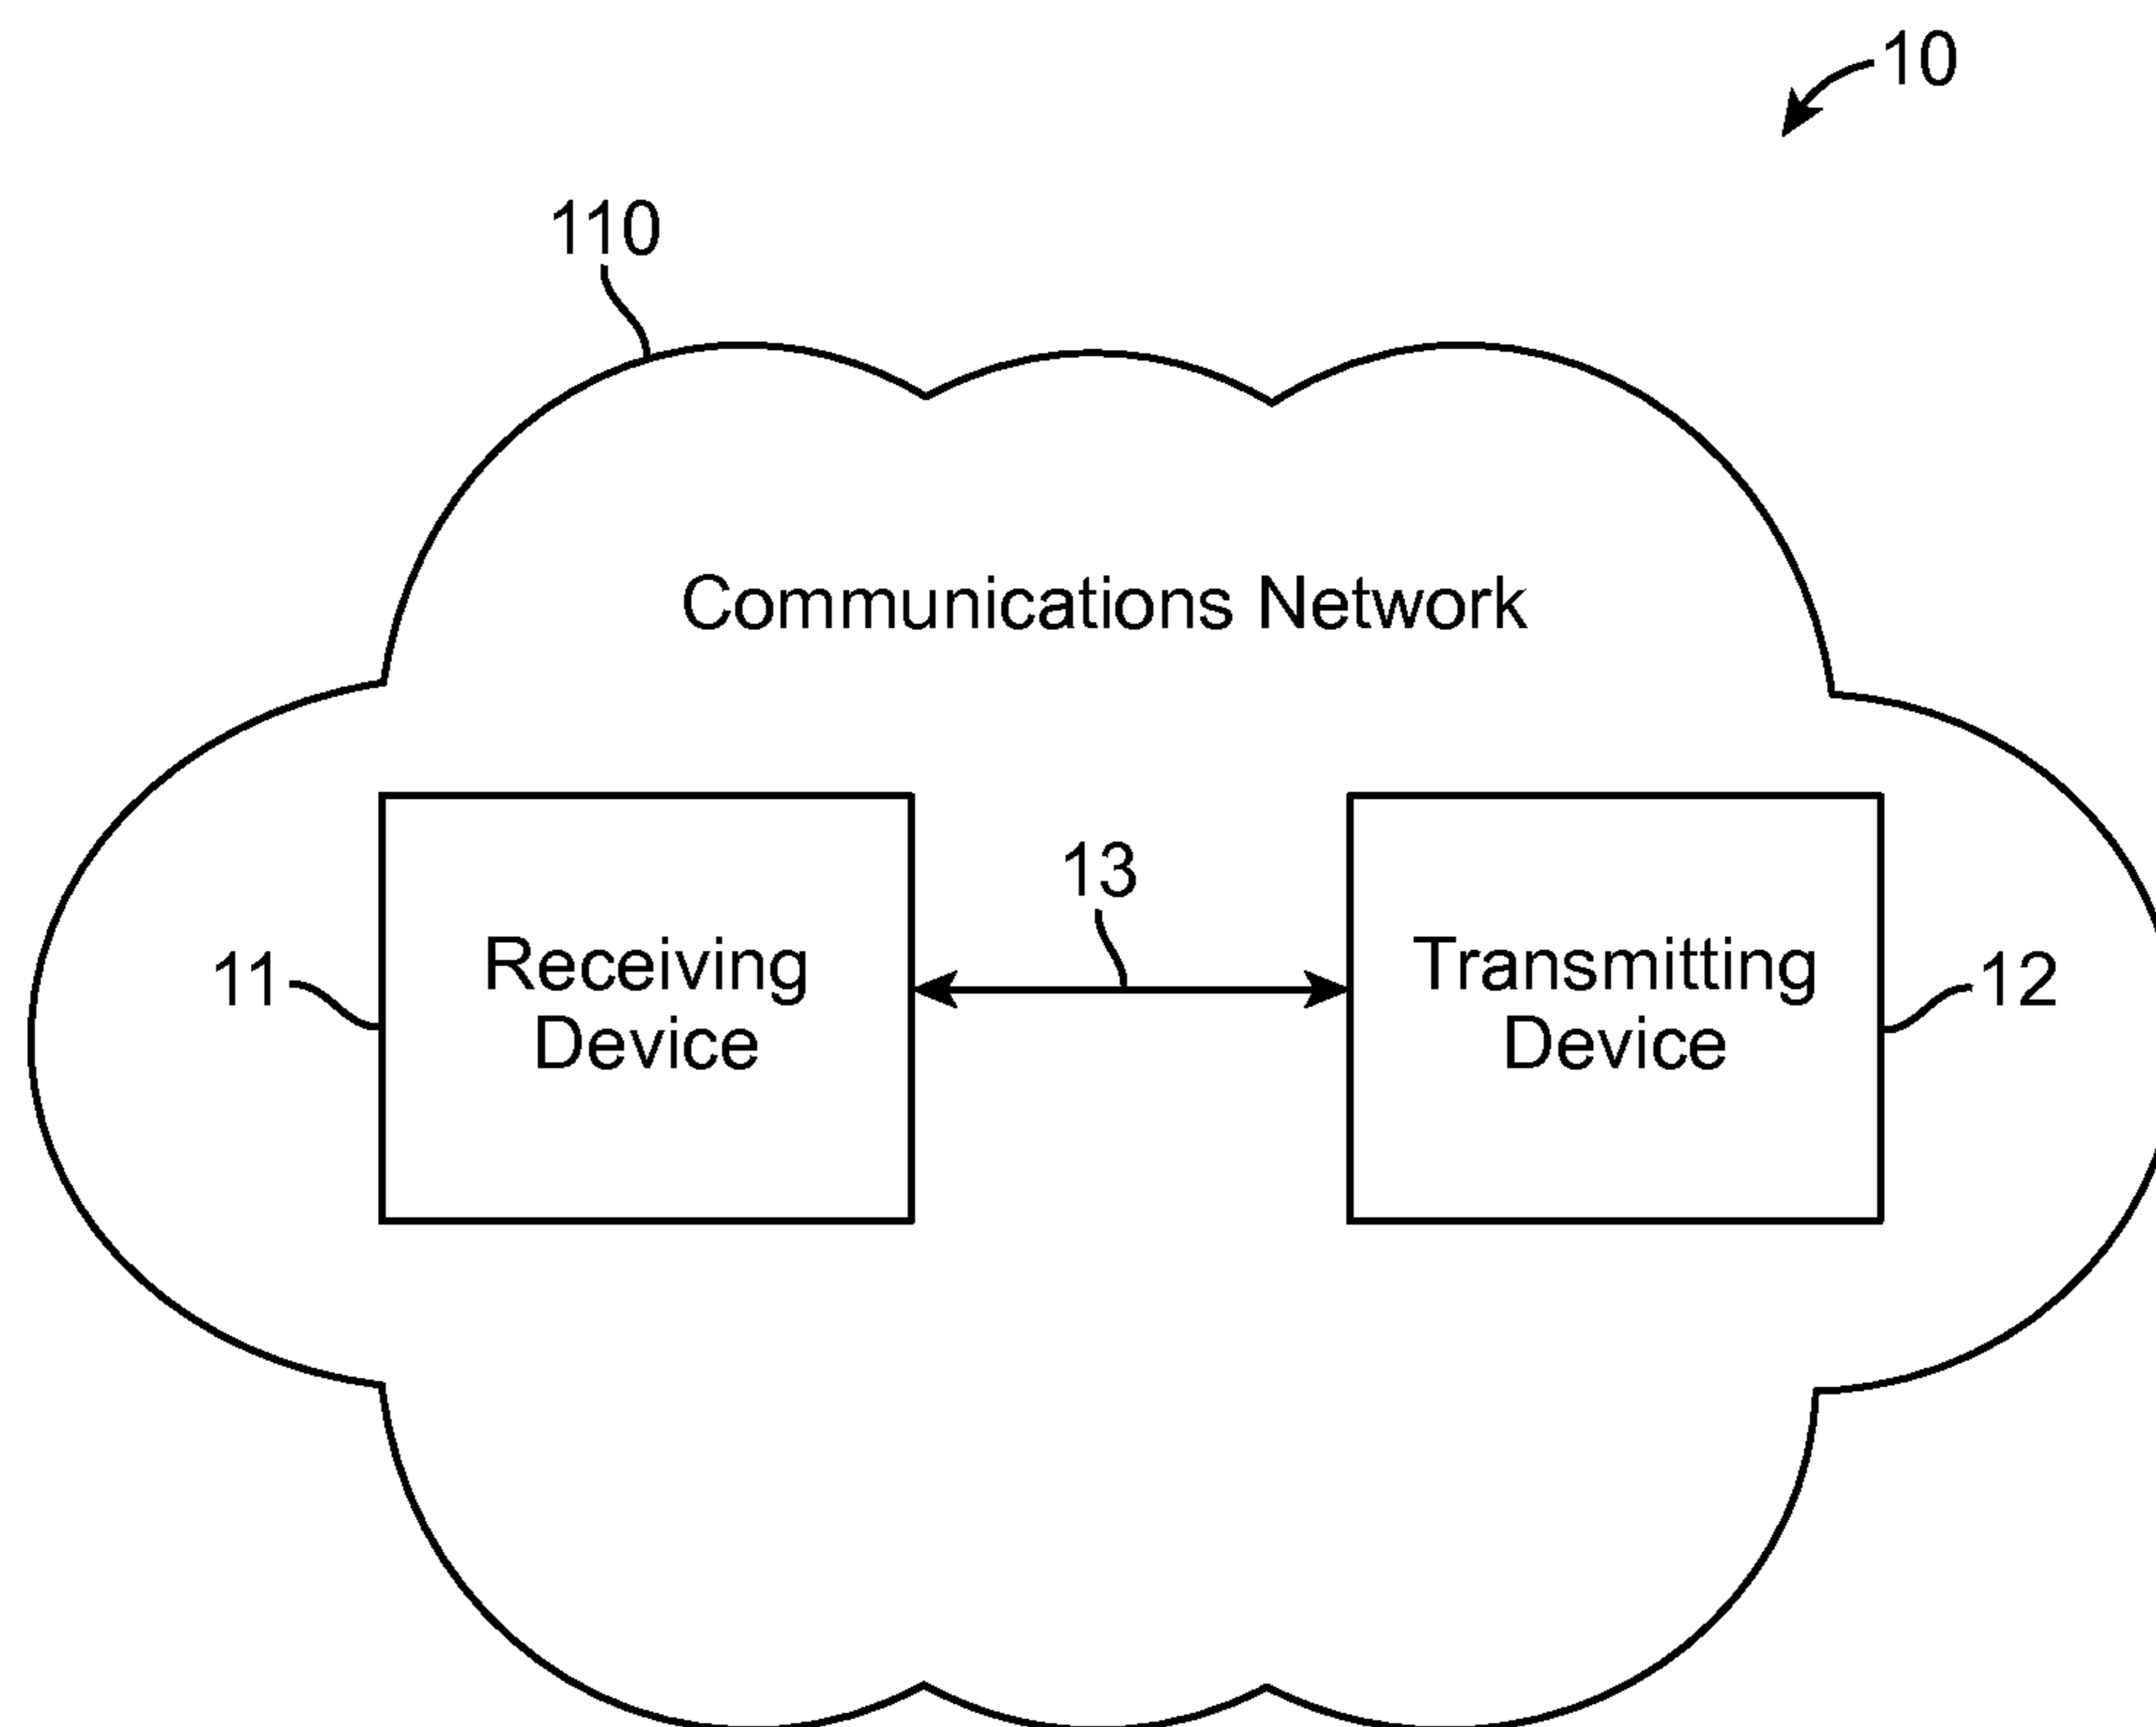 10
110
Communications Network
13
11
Receiving
Device
Transmitting
Device
12